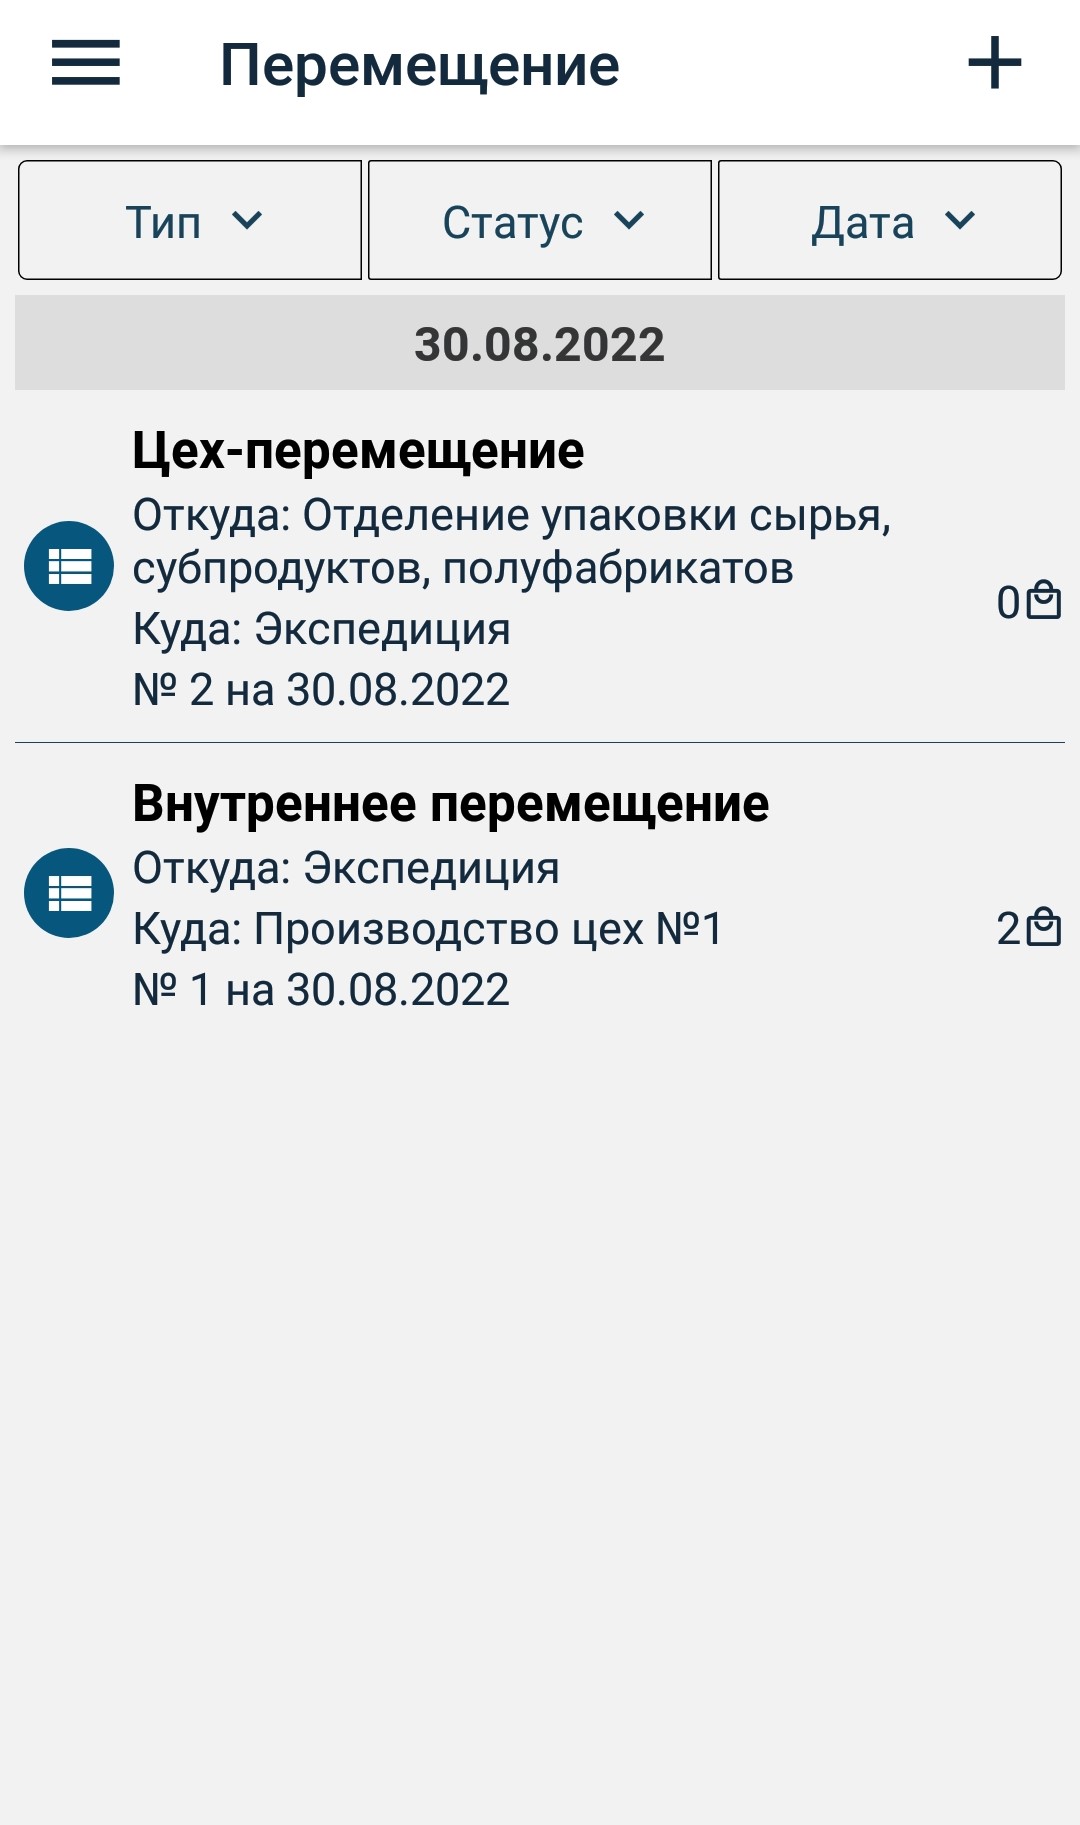 Перемещение
Тип
Статус
Дата
30.08.2022
Цех-перемещение
Откуда: Отделение упаковки сырья,
субпродуктов, полуфабрикатов
Куда: Экспедиция
№ 2 на 30.08.2022
0
Внутреннее перемещение
Откуда: Экспедиция
Куда: Производство цех №1
№ 1 на 30.08.2022
2